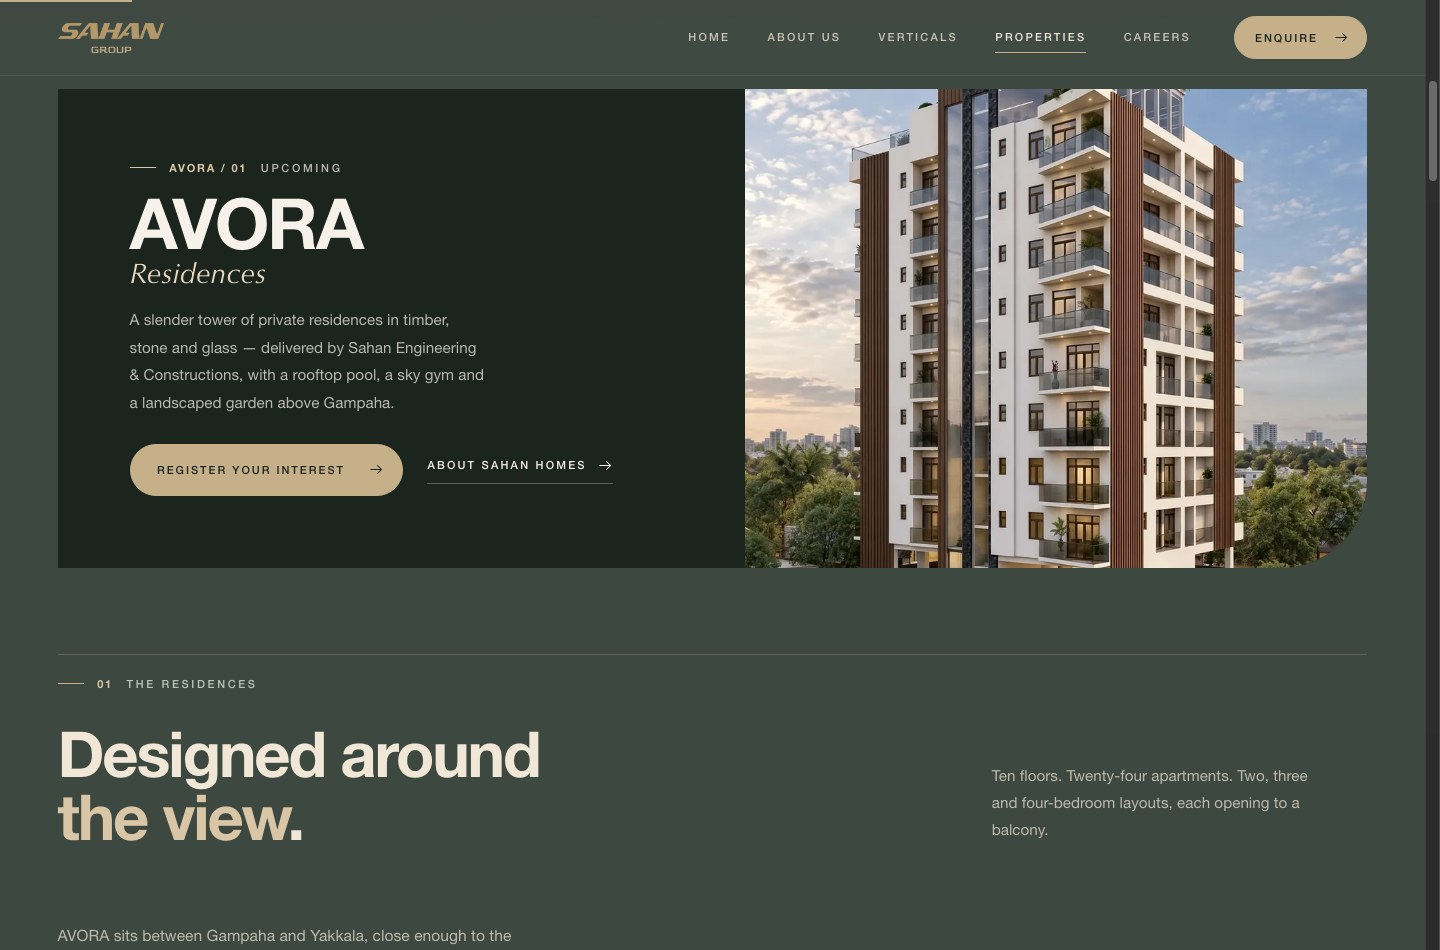 SAHAN
GROUP
HOME
ABOUT US
VERTICALS
PROPERTIES
CAREERS
ENQUIRE →
AVORA / 01 UPCOMING
AVORA
Residences
A slender tower of private residences in timber,
stone and glass — delivered by Sahan Engineering
& Constructions, with a rooftop pool, a sky gym and
a landscaped garden above Gampaha.
REGISTER YOUR INTEREST →
ABOUT SAHAN HOMES →
01 THE RESIDENCES
Designed around
the view.
Ten floors. Twenty-four apartments. Two, three
and four-bedroom layouts, each opening to a
balcony.
AVORA sits between Gampaha and Yakkala, close enough to the